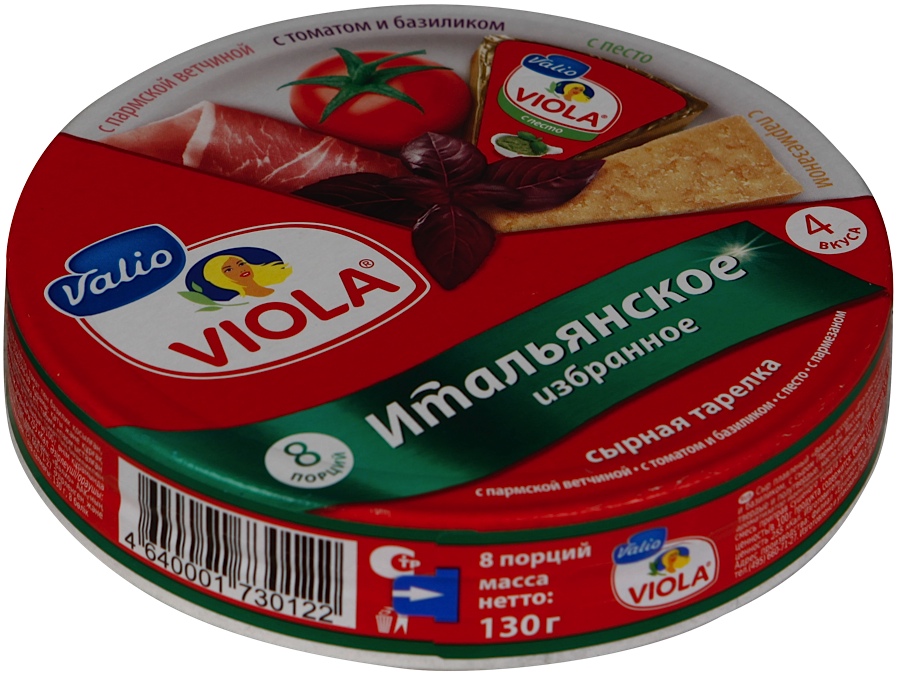 с пармской ветчиной
с томатом и базиликом
с песто
с пармезаном
Valio
VIOLA®
с песто
4
вкуса
Valio
VIOLA®
Итальянское
избранное
8
порций
сырная тарелка
с пармской ветчиной • с томатом и базиликом • с песто • с пармезаном
4 640001 730122
8 порций
масса
нетто:
130 г
Valio
VIOLA®